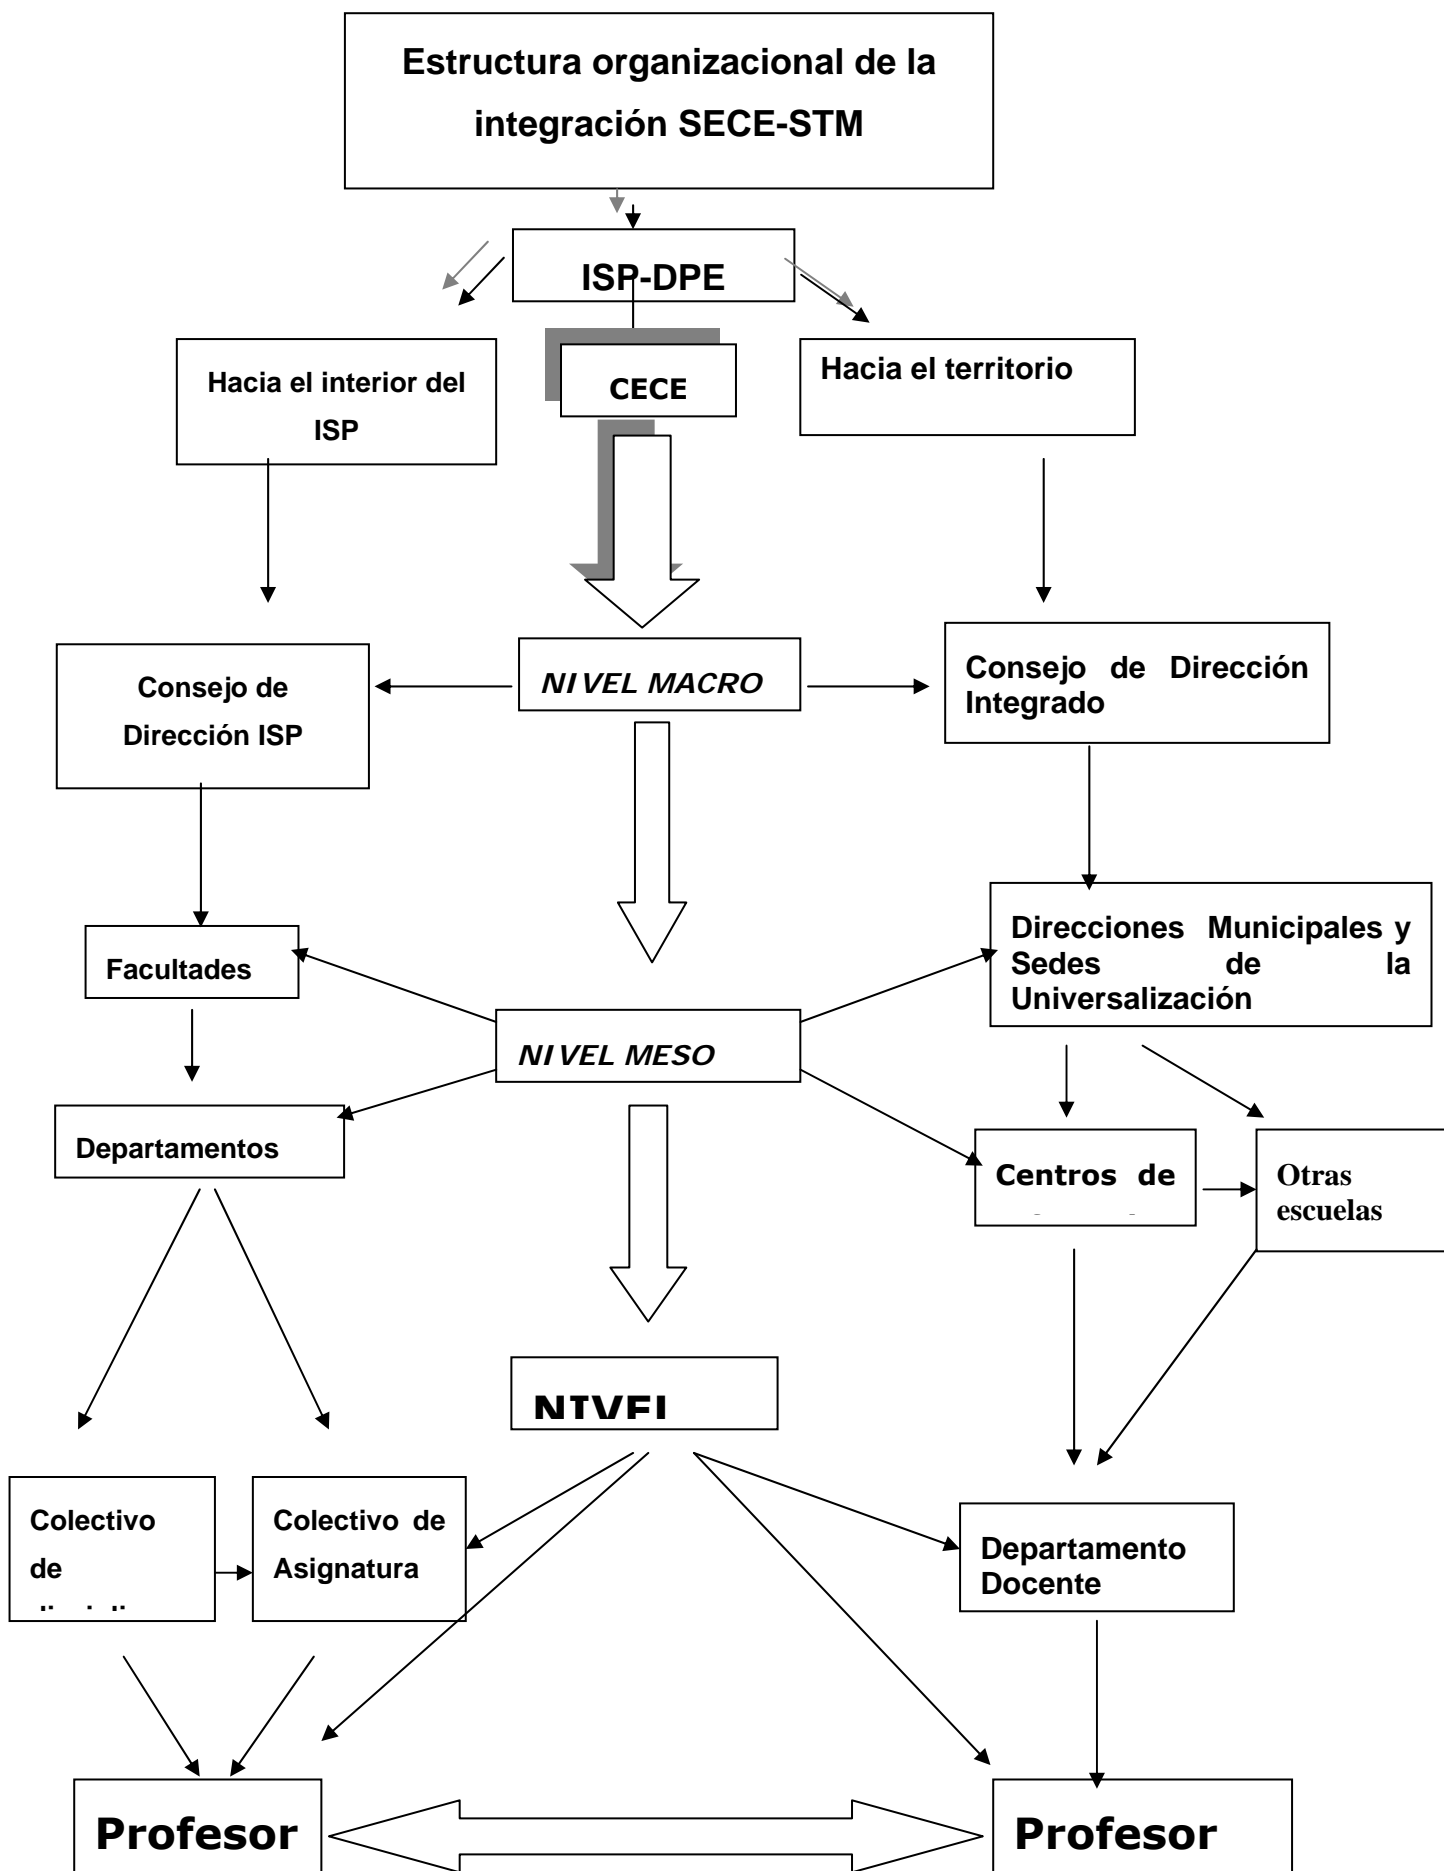 Estructura organizacional de la
integración SECE-STM
ISP-DPE
Hacia el interior del
ISP
CECE
Hacia el territorio
Consejo de
Dirección ISP
NIVEL MACRO
Consejo de Dirección
Integrado
Facultades
Direcciones Municipales y
Sedes de la
Universalización
NIVEL MESO
Departamentos
Centros de
Otras
escuelas
NIVEL
Colectivo
de
Colectivo de
Asignatura
Departamento
Docente
Profesor
Profesor